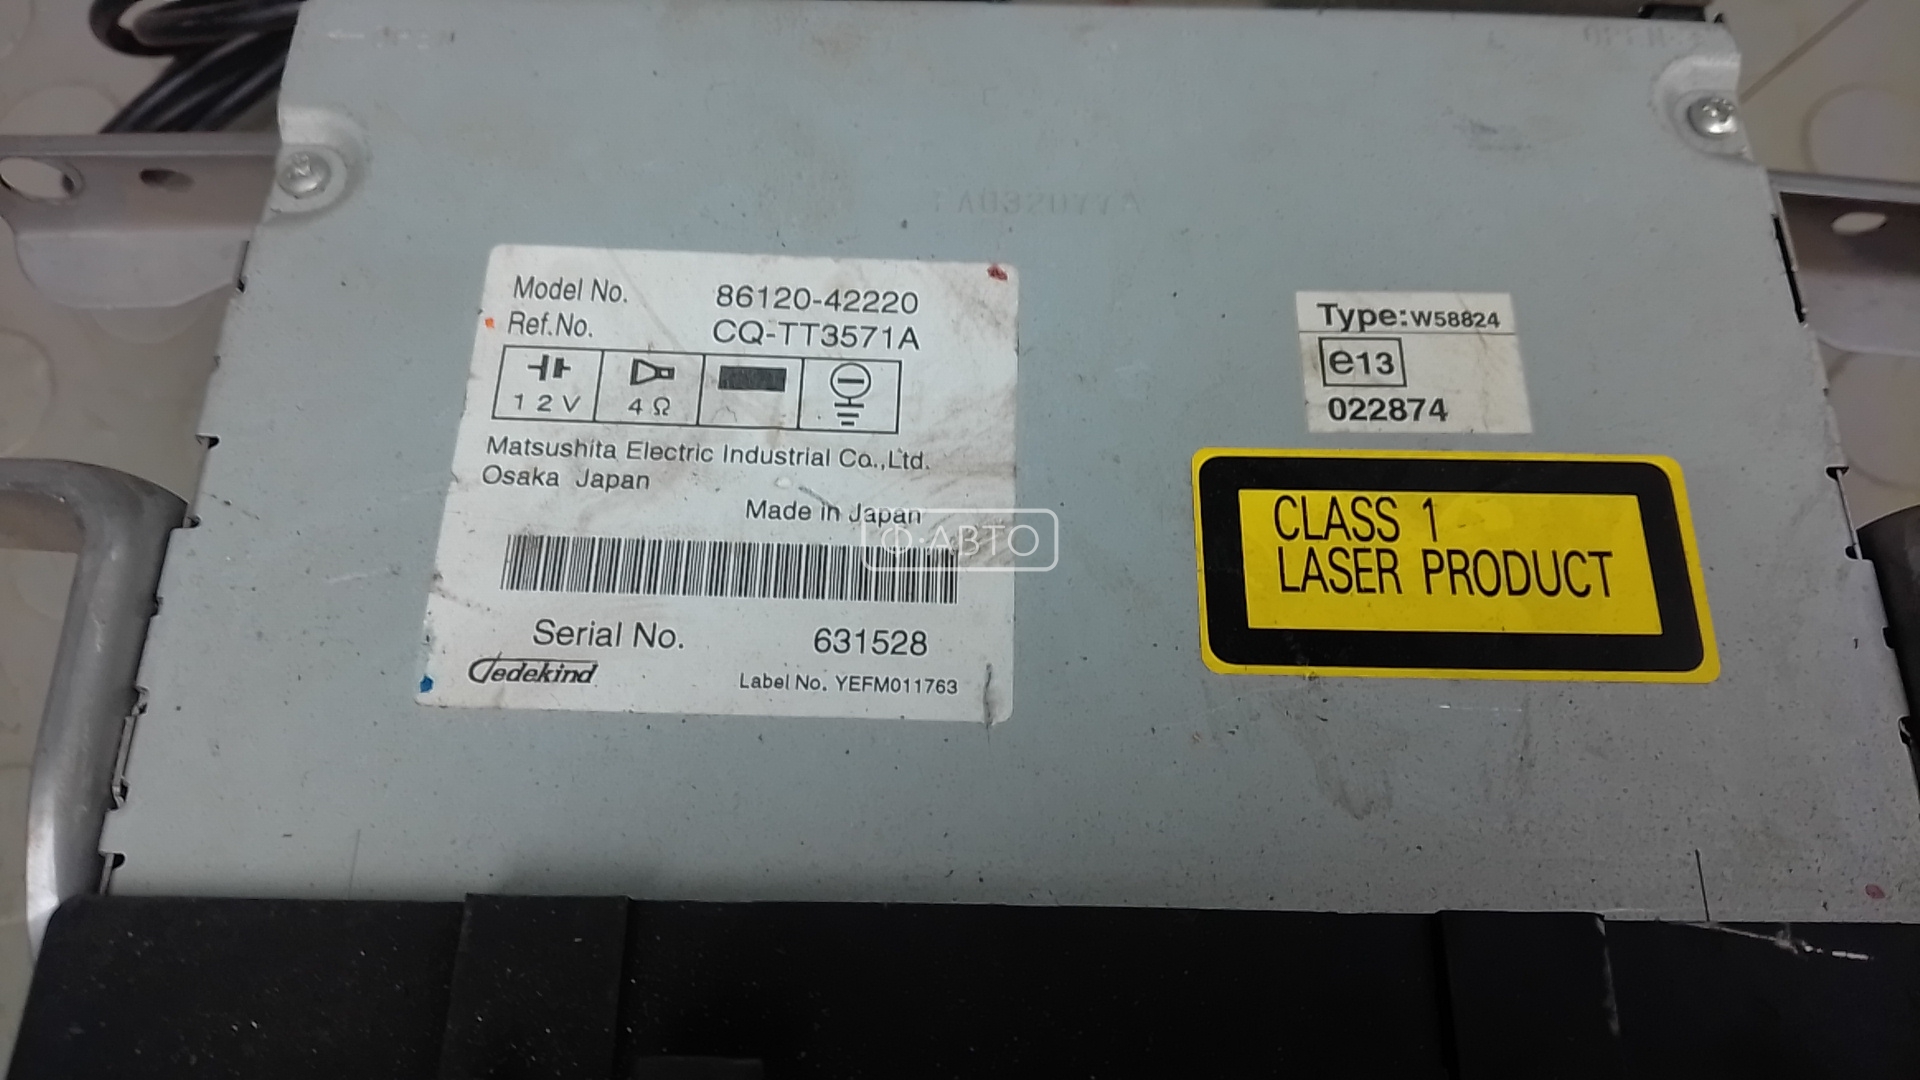 Model No. 86120-42220
Ref.No. CQ-TT3571A
12V 4Ω
Matsushita Electric Industrial Co.,Ltd.
Osaka Japan
Made in Japan
Serial No. 631528
Jedekind
Label No. YEFM011763
Type:W58824
e13
022874
CLASS 1
LASER PRODUCT
АВТО